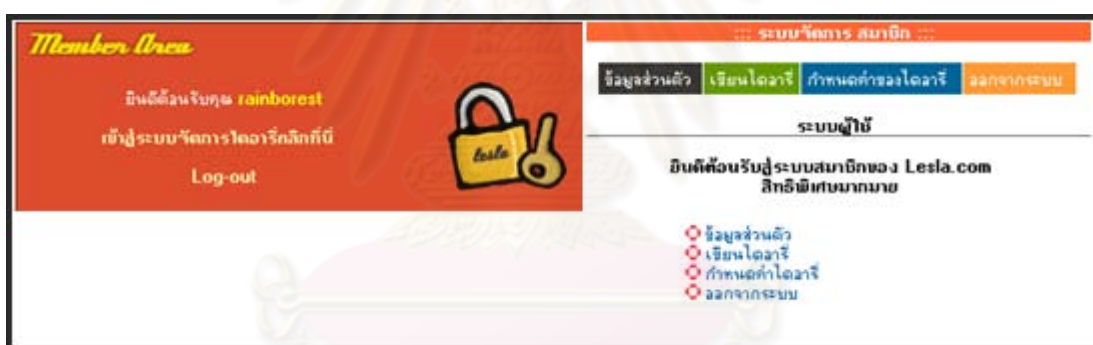 Member Area
ยินดีต้อนรับคุณ rainborest
เข้าสู่ระบบจัดการไดอารี่คลิกที่นี่
Log-out
lesla
::: ระบบจัดการ สมาชิก :::
ข้อมูลส่วนตัว เขียนไดอารี่ กำหนดค่าของไดอารี่ ออกจากระบบ
ระบบผู้ใช้
ยินดีต้อนรับสู่ระบบสมาชิกของ Lesla.com
สิทธิพิเศษมากมาย
ข้อมูลส่วนตัว
เขียนไดอารี่
กำหนดค่าไดอารี่
ออกจากระบบ